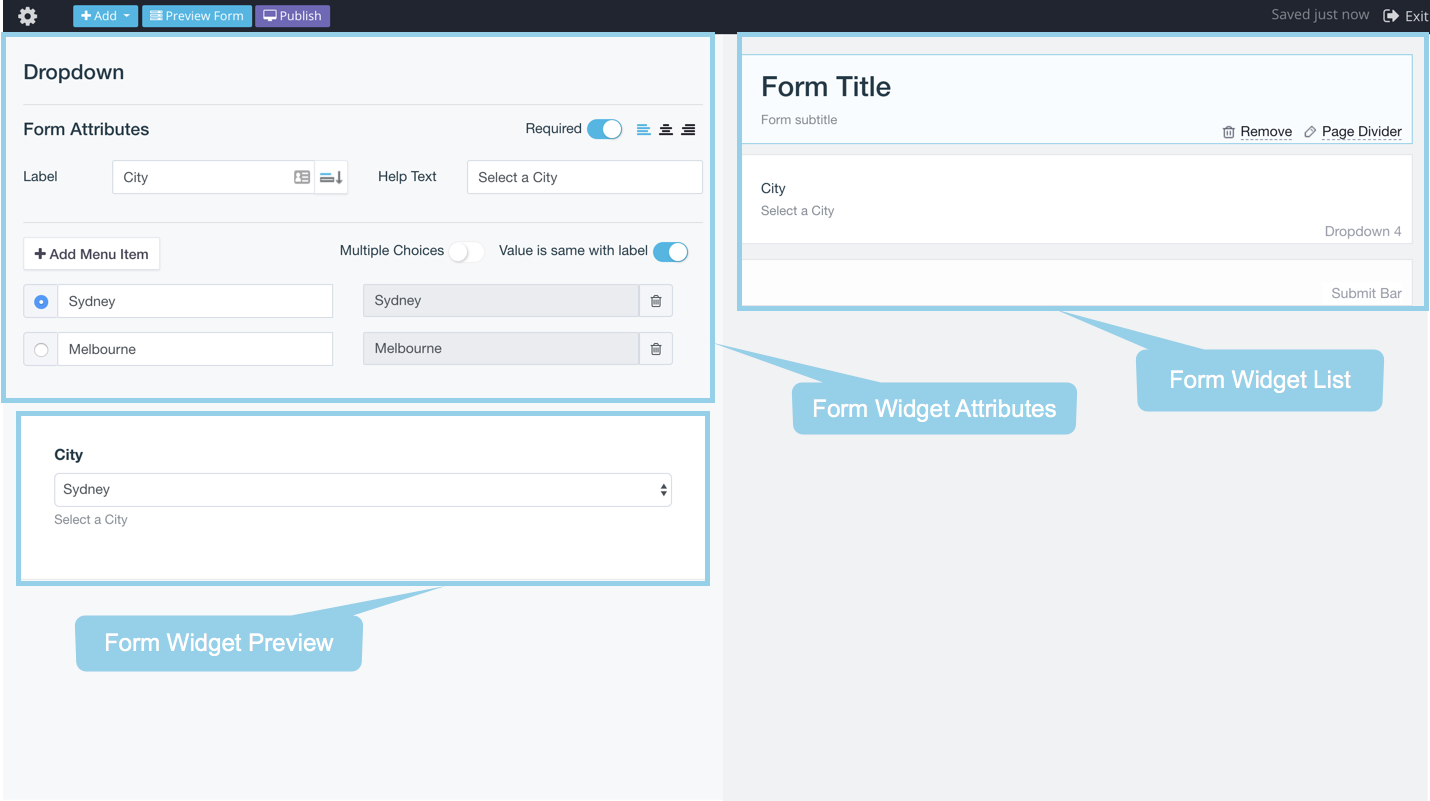 Add Preview Form Publish Saved just now Exit
Dropdown
Form Attributes Required
Label City Help Text Select a City
Add Menu Item Multiple Choices Value is same with label
Sydney Sydney
Melbourne Melbourne
City
Sydney
Select a City
Form Widget Preview
Form Title
Form subtitle
Remove Page Divider
City
Select a City
Dropdown 4
Submit Bar
Form Widget List
Form Widget Attributes